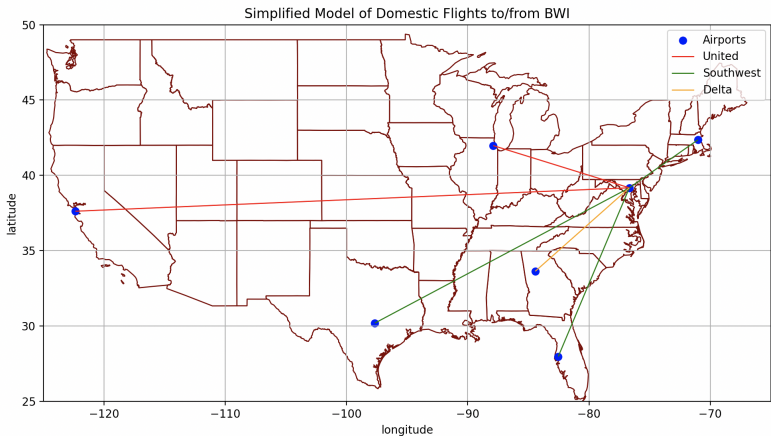 Simplified Model of Domestic Flights to/from BWI
Airports
United
Southwest
Delta
50
45
40
35
30
25
latitude
−120
−110
−100
−90
−80
−70
longitude